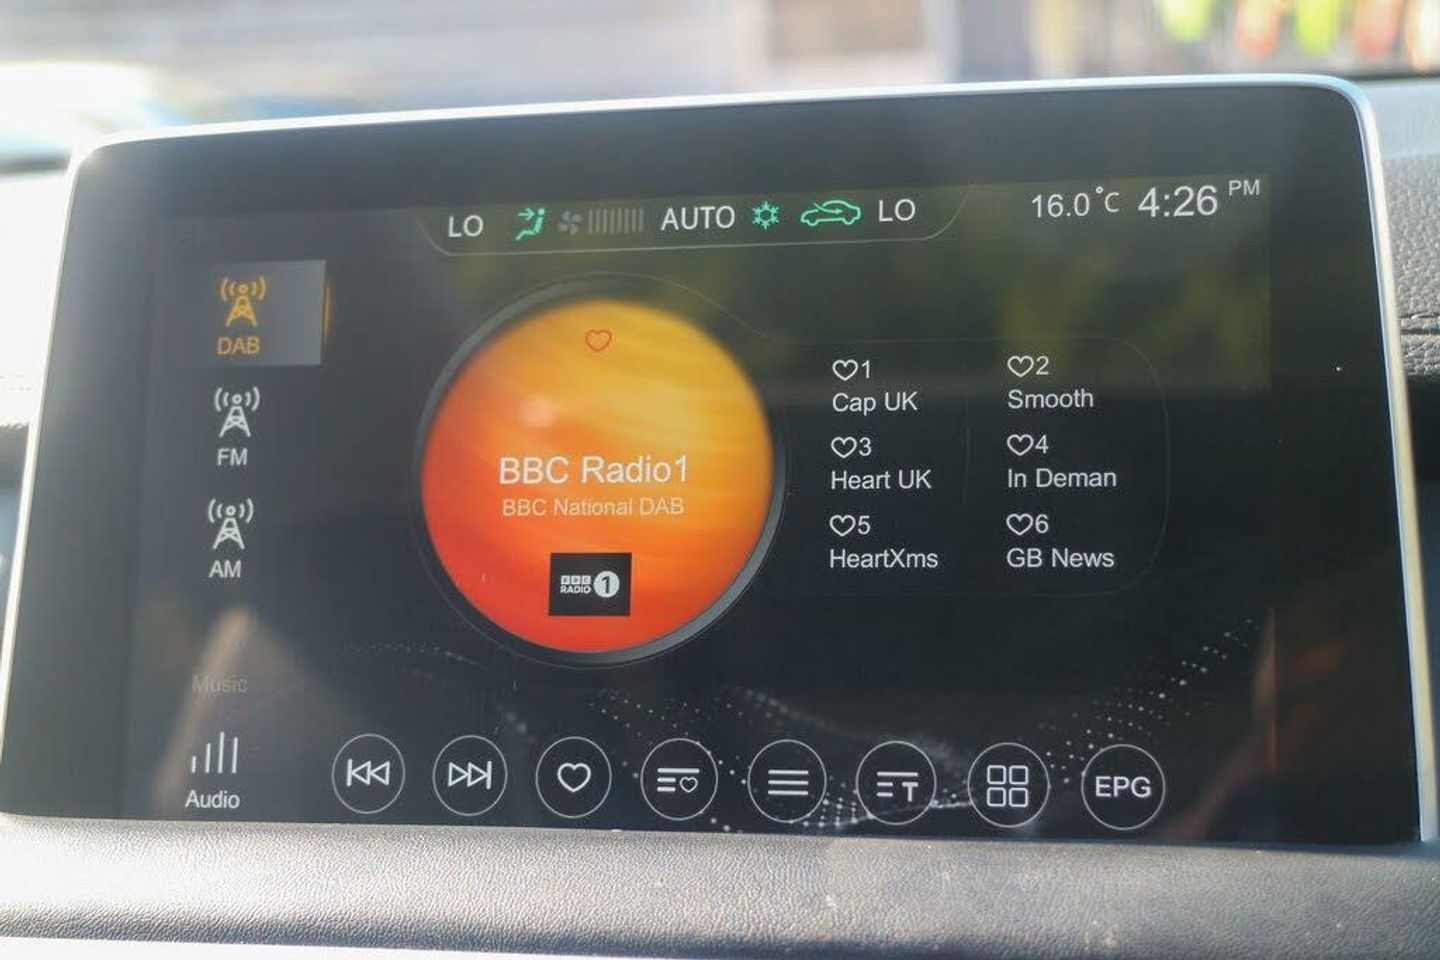 LO AUTO LO 16.0°C 4:26 PM
DAB
FM
AM
Music
Audio
BBC Radio1
BBC National DAB
BBC
RADIO 1
1
Cap UK
2
Smooth
3
Heart UK
4
In Deman
5
HeartXms
6
GB News
T
EPG